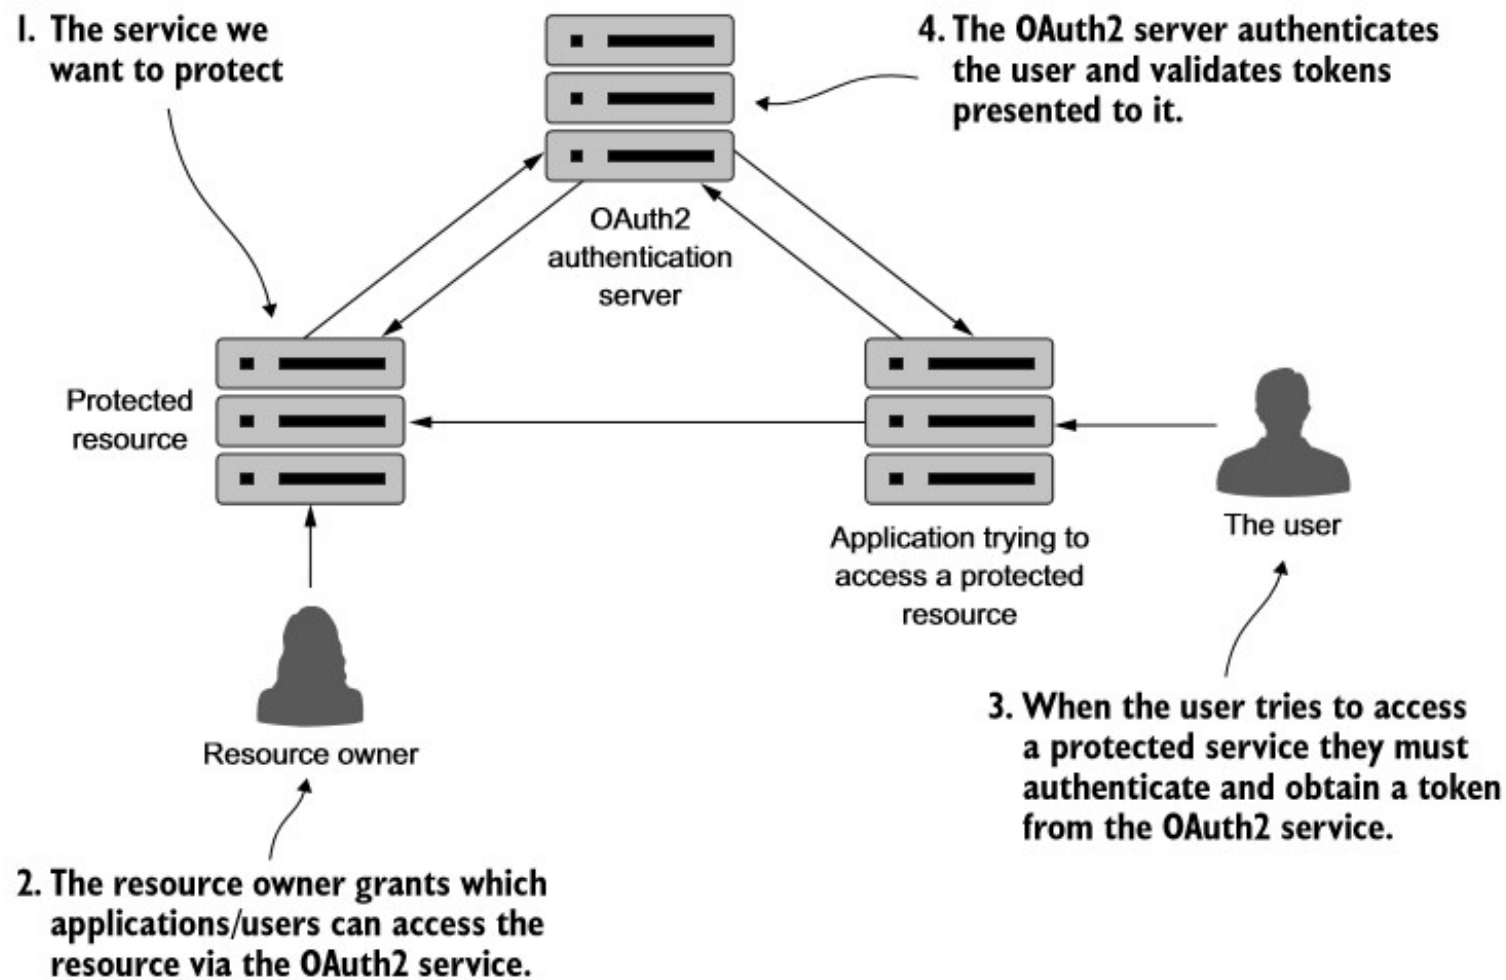 1. The service we
want to protect
4. The OAuth2 server authenticates
the user and validates tokens
presented to it.
OAuth2
authentication
server
Protected
resource
Application trying to
access a protected
resource
The user
Resource owner
3. When the user tries to access
a protected service they must
authenticate and obtain a token
from the OAuth2 service.
2. The resource owner grants which
applications/users can access the
resource via the OAuth2 service.